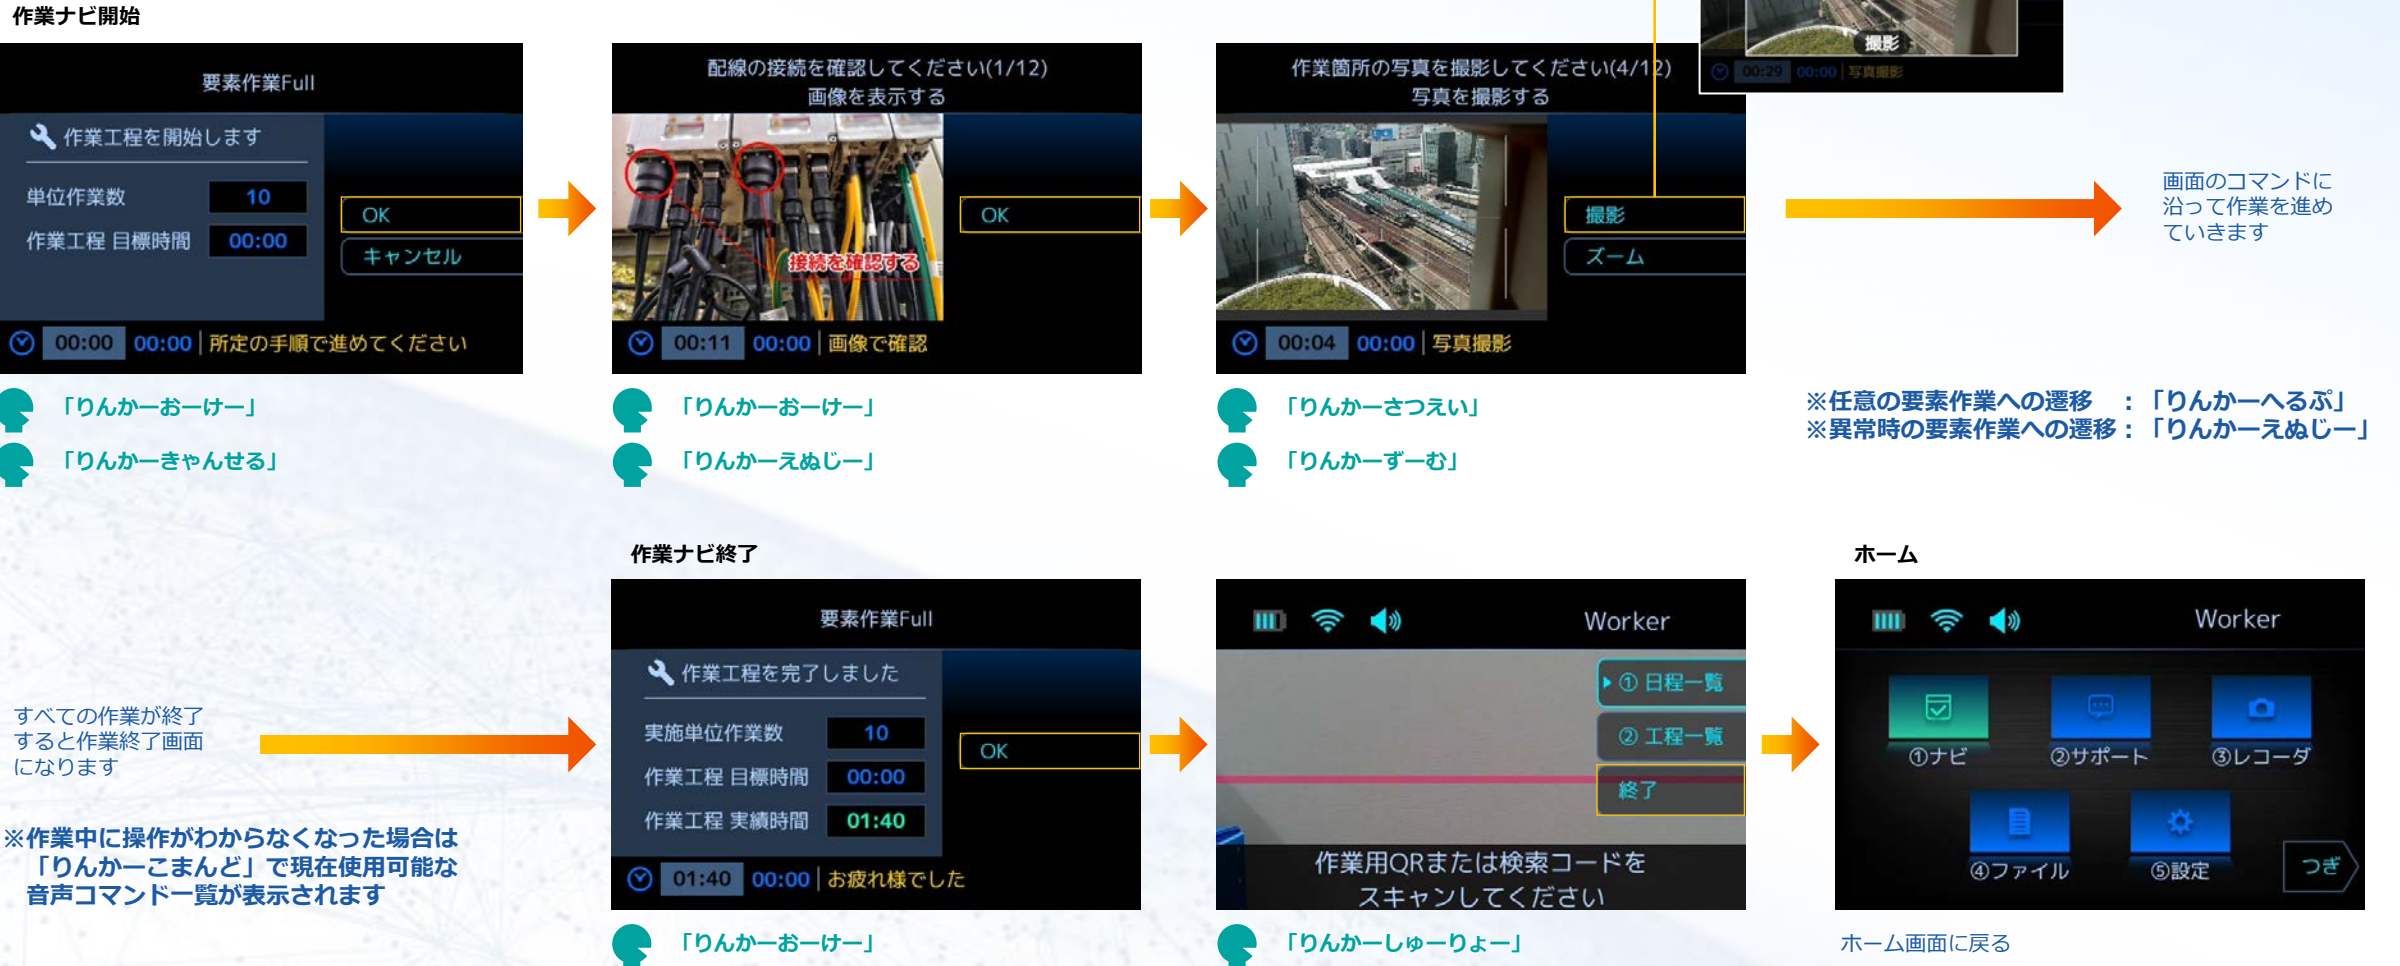 作業ナビ開始
要素作業Full
作業工程を開始します
単位作業数 10
作業工程 目標時間 00:00
OK
キャンセル
00:00 00:00 所定の手順で進めてください
「りんかーおーけー」
「りんかーきゃんせる」
配線の接続を確認してください(1/12)
画像を表示する
接続を確認する
OK
00:11 00:00 画像で確認
「りんかーおーけー」
「りんかーえぬじー」
作業箇所の写真を撮影してください(4/12)
写真を撮影する
撮影
ズーム
00:04 00:00 写真撮影
「りんかーさつえい」
「りんかーずーむ」
撮影
00:29 00:00 写真撮影
画面のコマンドに
沿って作業を進め
ていきます
※任意の要素作業への遷移 :「りんかーへるぷ」
※異常時の要素作業への遷移:「りんかーえぬじー」
すべての作業が終了
すると作業終了画面
になります
※作業中に操作がわからなくなった場合は
「りんかーこまんど」で現在使用可能な
音声コマンド一覧が表示されます
作業ナビ終了
要素作業Full
作業工程を完了しました
実施単位作業数 10
作業工程 目標時間 00:00
作業工程 実績時間 01:40
OK
01:40 00:00 お疲れ様でした
「りんかーおーけー」
Worker
① 日程一覧
② 工程一覧
終了
作業用QRまたは検索コードを
スキャンしてください
「りんかーしゅーりょー」
ホーム
Worker
①ナビ
②サポート
③レコーダ
④ファイル
⑤設定
つぎ
ホーム画面に戻る